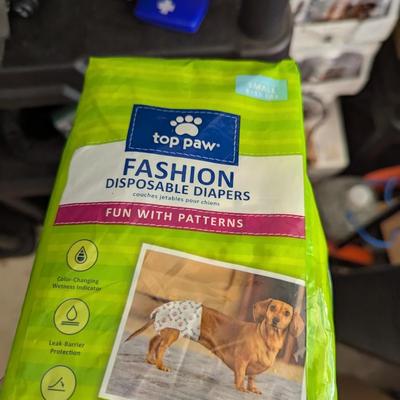 SMALL
top paw
FASHION
DISPOSABLE DIAPERS
couches jetables pour chiens
FUN WITH PATTERNS
Color-Changing
Wetness Indicator
Leak-Barrier
Protection